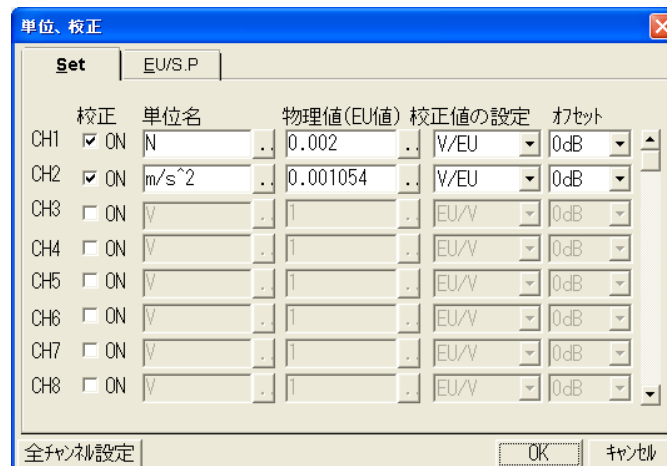 単位、校正
Set EU/S.P
校正 単位名 物理値(EU値) 校正値の設定 ｵﾌｾｯﾄ
CH1 ON N .. 0.002 .. V/EU 0dB
CH2 ON m/s^2 .. 0.001054 .. V/EU 0dB
CH3 ON V .. 1 .. EU/V 0dB
CH4 ON V .. 1 .. EU/V 0dB
CH5 ON V .. 1 .. EU/V 0dB
CH6 ON V .. 1 .. EU/V 0dB
CH7 ON V .. 1 .. EU/V 0dB
CH8 ON V .. 1 .. EU/V 0dB
全ﾁｬﾝﾈﾙ設定 OK ｷｬﾝｾﾙ